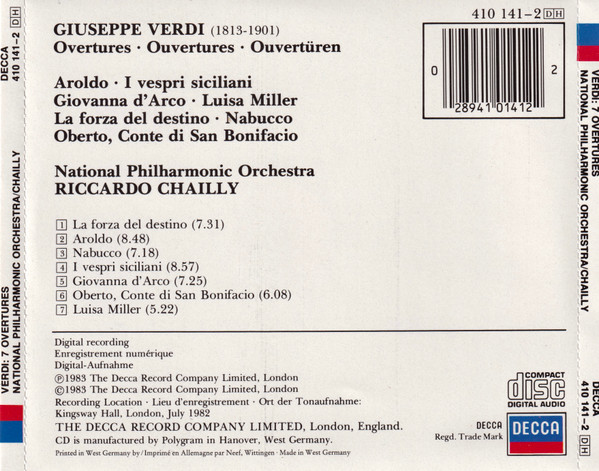 DECCA
410 141-2 DH
VERDI: 7 OVERTURES
NATIONAL PHILHARMONIC ORCHESTRA/CHAILLY
GIUSEPPE VERDI (1813-1901)
Overtures · Ouvertures · Ouvertüren
Aroldo · I vespri siciliani
Giovanna d'Arco · Luisa Miller
La forza del destino · Nabucco
Oberto, Conte di San Bonifacio
National Philharmonic Orchestra
RICCARDO CHAILLY
1 La forza del destino (7.31)
2 Aroldo (8.48)
3 Nabucco (7.18)
4 I vespri siciliani (8.57)
5 Giovanna d'Arco (7.25)
6 Oberto, Conte di San Bonifacio (6.08)
7 Luisa Miller (5.22)
410 141-2 DH
0 28941 01412 2
Digital recording
Enregistrement numérique
Digital-Aufnahme
Ⓟ1983 The Decca Record Company Limited, London
©1983 The Decca Record Company Limited, London
Recording Location · Lieu d'enregistrement · Ort der Tonaufnahme:
Kingsway Hall, London, July 1982
THE DECCA RECORD COMPANY LIMITED, London, England.
CD is manufactured by Polygram in Hanover, West Germany.
Printed in West Germany by/Imprimé en Allemagne par Neef, Wittingen · Made in West Germany
COMPACT
disc
DIGITAL AUDIO
DECCA
Regd. Trade Mark
DECCA
VERDI: 7 OVERTURES
NATIONAL PHILHARMONIC ORCHESTRA/CHAILLY
DECCA
410 141-2 DH